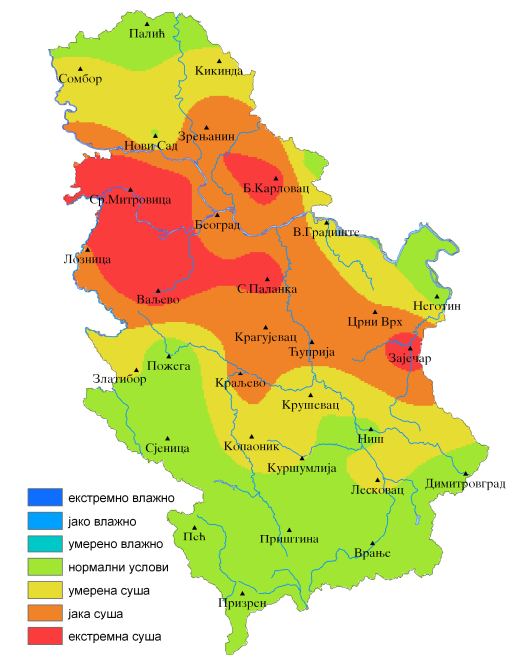 Палић
Сомбор
Кикинда
Зрењанин
Нови Сад
Б.Карловац
Ср.Митровица
Београд
В.Градиште
Лозница
С.Паланка
Ваљево
Неготин
Црни Врх
Крагујевац
Ћуприја
Зајечар
Пожега
Златибор
Краљево
Крушевац
Ниш
Сјеница
Копаоник
Куршумлија
Лесковац
Димитровград
Пећ
Приштина
Врање
Призрен
екстремно влажно
јако влажно
умерено влажно
нормални услови
умерена суша
јака суша
екстремна суша